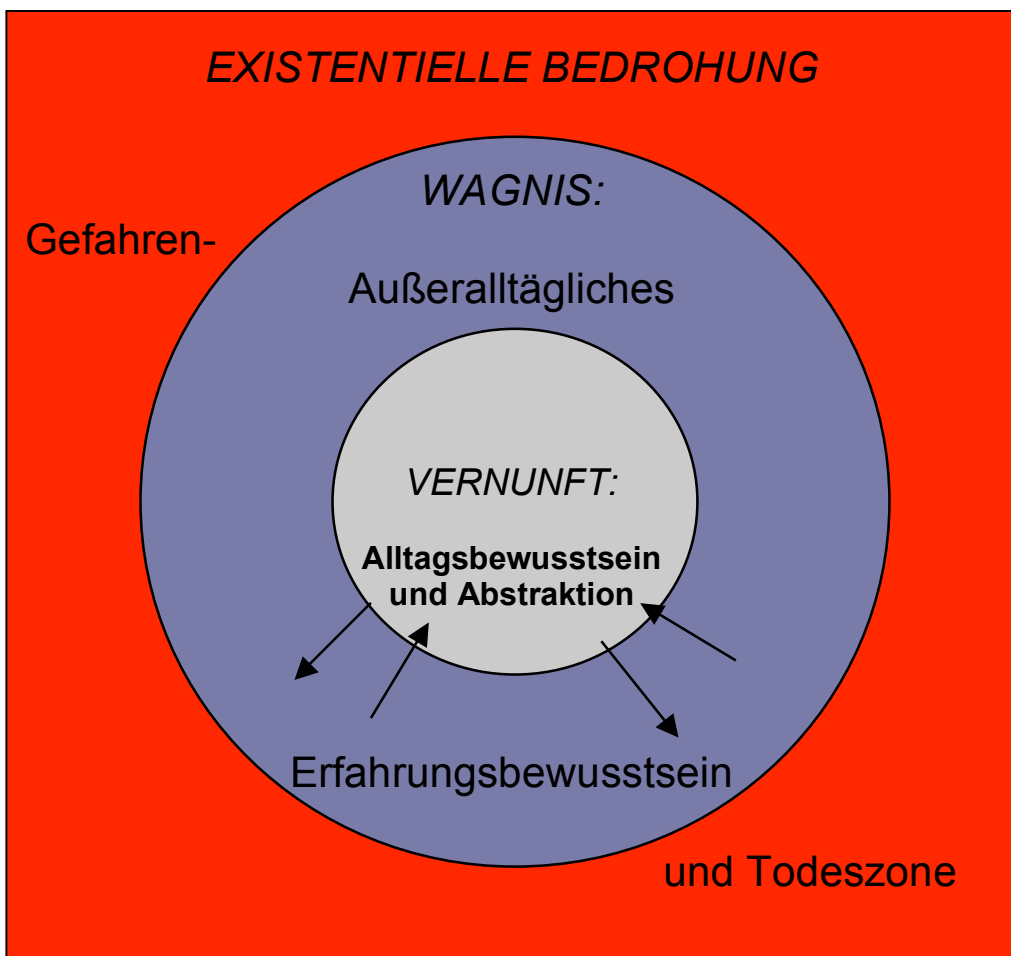 EXISTENTIELLE BEDROHUNG
WAGNIS:
Gefahren-
Außeralltägliches
VERNUNFT:
Alltagsbewusstsein
und Abstraktion
Erfahrungsbewusstsein
und Todeszone